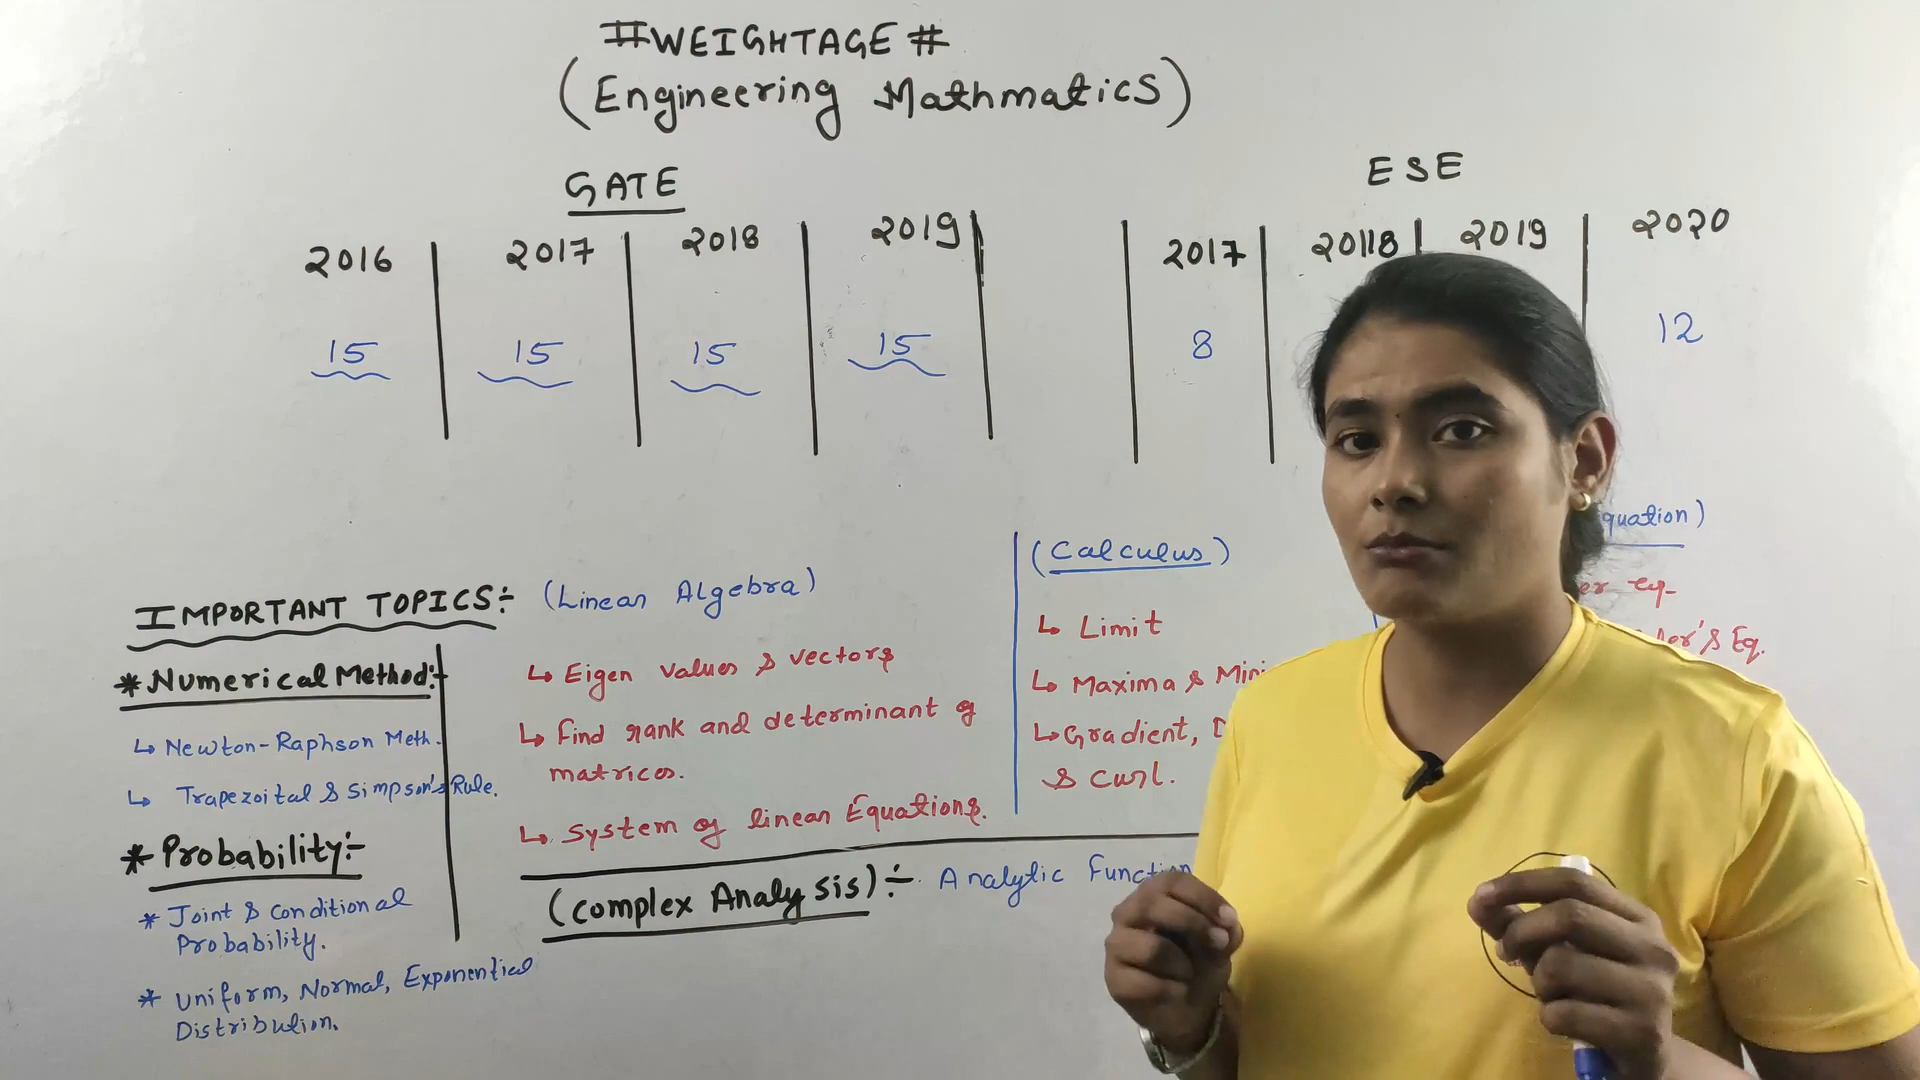 #WEIGHTAGE#
(Engineering Mathmatics)
GATE
ESE
2016 2017 2018 2019 2017 20118 2019 2020
15 15 15 15 8 12
IMPORTANT TOPICS:-
*Numerical Method:-
↳ Newton-Raphson Meth.
↳ Trapezoital & Simpson's Rule.
* Probability:-
* Joint & Conditional
Probability.
* Uniform, Normal, Exponential
Distribution.
(Linear Algebra)
↳ Eigen values & vectors
↳ Find rank and determinant of
matrices.
↳ System of linear Equations.
(Calculus)
↳ Limit
↳ Maxima &
↳ Gradient,
& Curl.
Eq.
(Complex Analysis):- Analytic